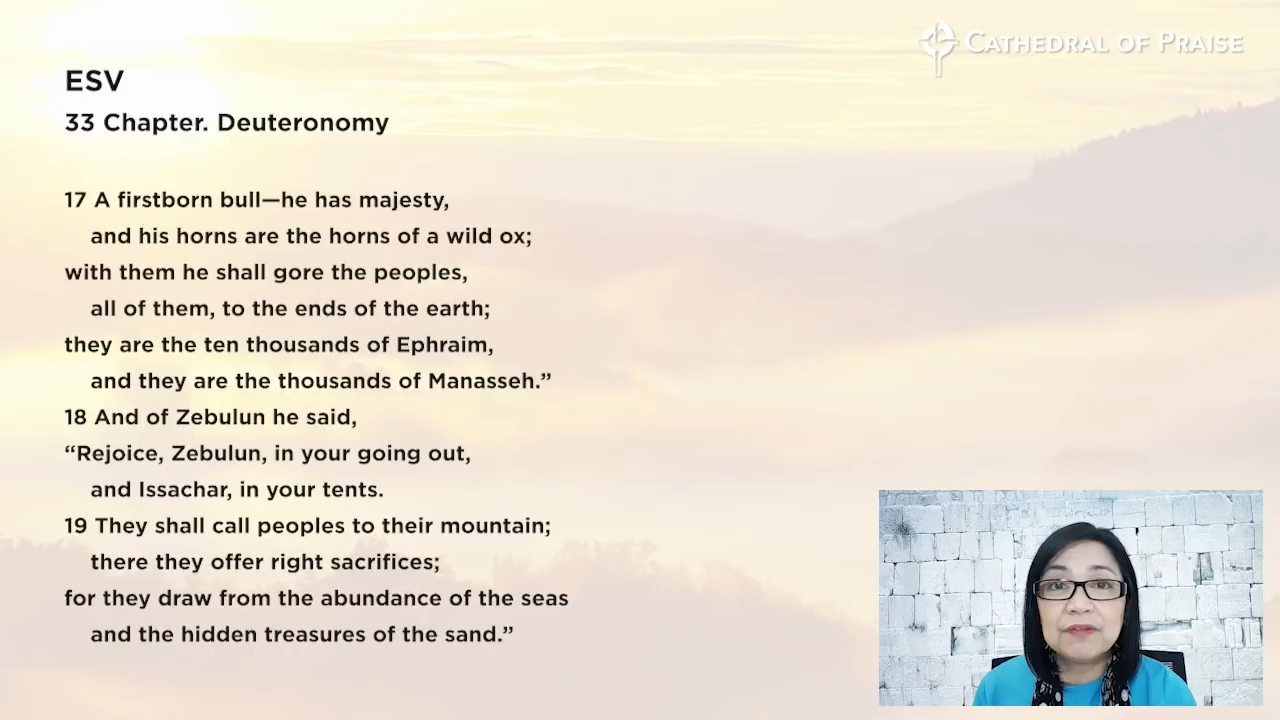 CATHEDRAL OF PRAISE
ESV
33 Chapter. Deuteronomy
17 A firstborn bull—he has majesty,
and his horns are the horns of a wild ox;
with them he shall gore the peoples,
all of them, to the ends of the earth;
they are the ten thousands of Ephraim,
and they are the thousands of Manasseh.”
18 And of Zebulun he said,
“Rejoice, Zebulun, in your going out,
and Issachar, in your tents.
19 They shall call peoples to their mountain;
there they offer right sacrifices;
for they draw from the abundance of the seas
and the hidden treasures of the sand.”